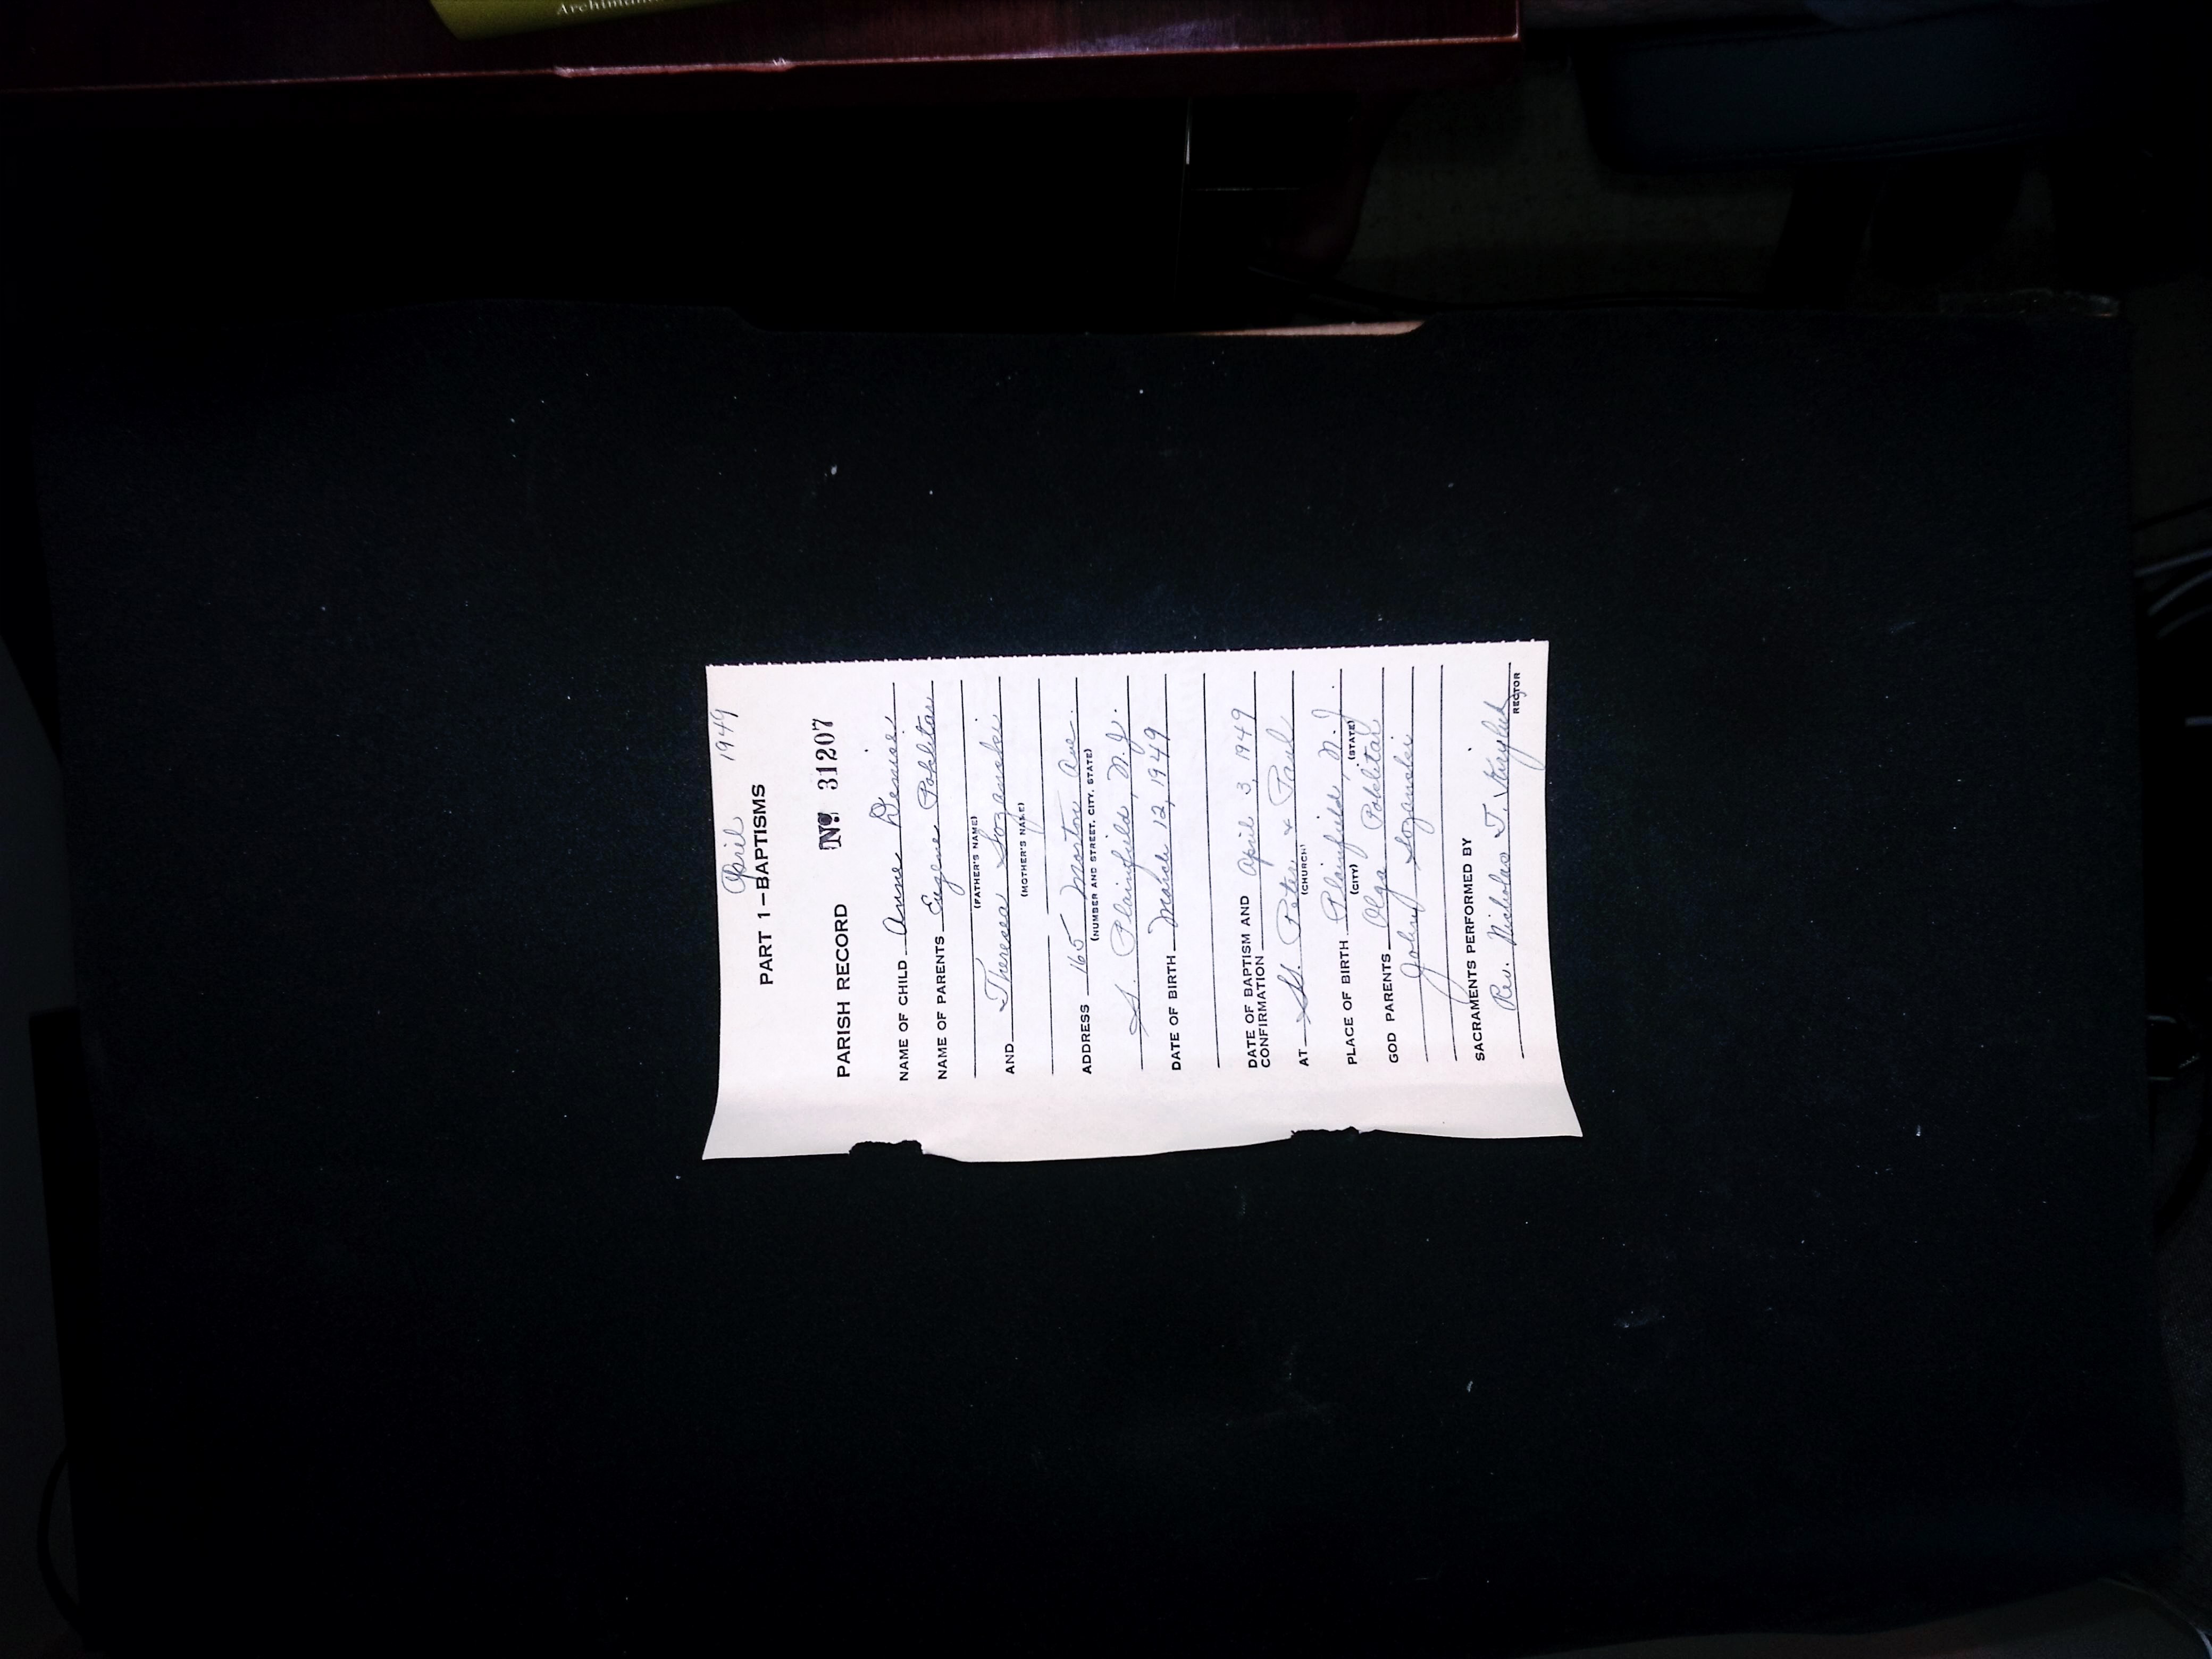 April 1949
PART 1-BAPTISMS
PARISH RECORD No. 31207
NAME OF CHILD Anne Denise
NAME OF PARENTS Eugene Poklitar
(FATHER'S NAME)
AND Theresa Sozanski
(MOTHER'S NAME)
ADDRESS 165 Morton Ave.
(NUMBER AND STREET, CITY, STATE)
S. Plainfield, N.J.
DATE OF BIRTH March 12, 1949
DATE OF BAPTISM AND
CONFIRMATION April 3, 1949
AT SS. Peter & Paul
(CHURCH)
PLACE OF BIRTH Plainfield, N.J.
(CITY) (STATE)
GOD PARENTS Olga Poklitar
John Sozanski
SACRAMENTS PERFORMED BY
Rev. Nicholas T. Kiryluk
RECTOR